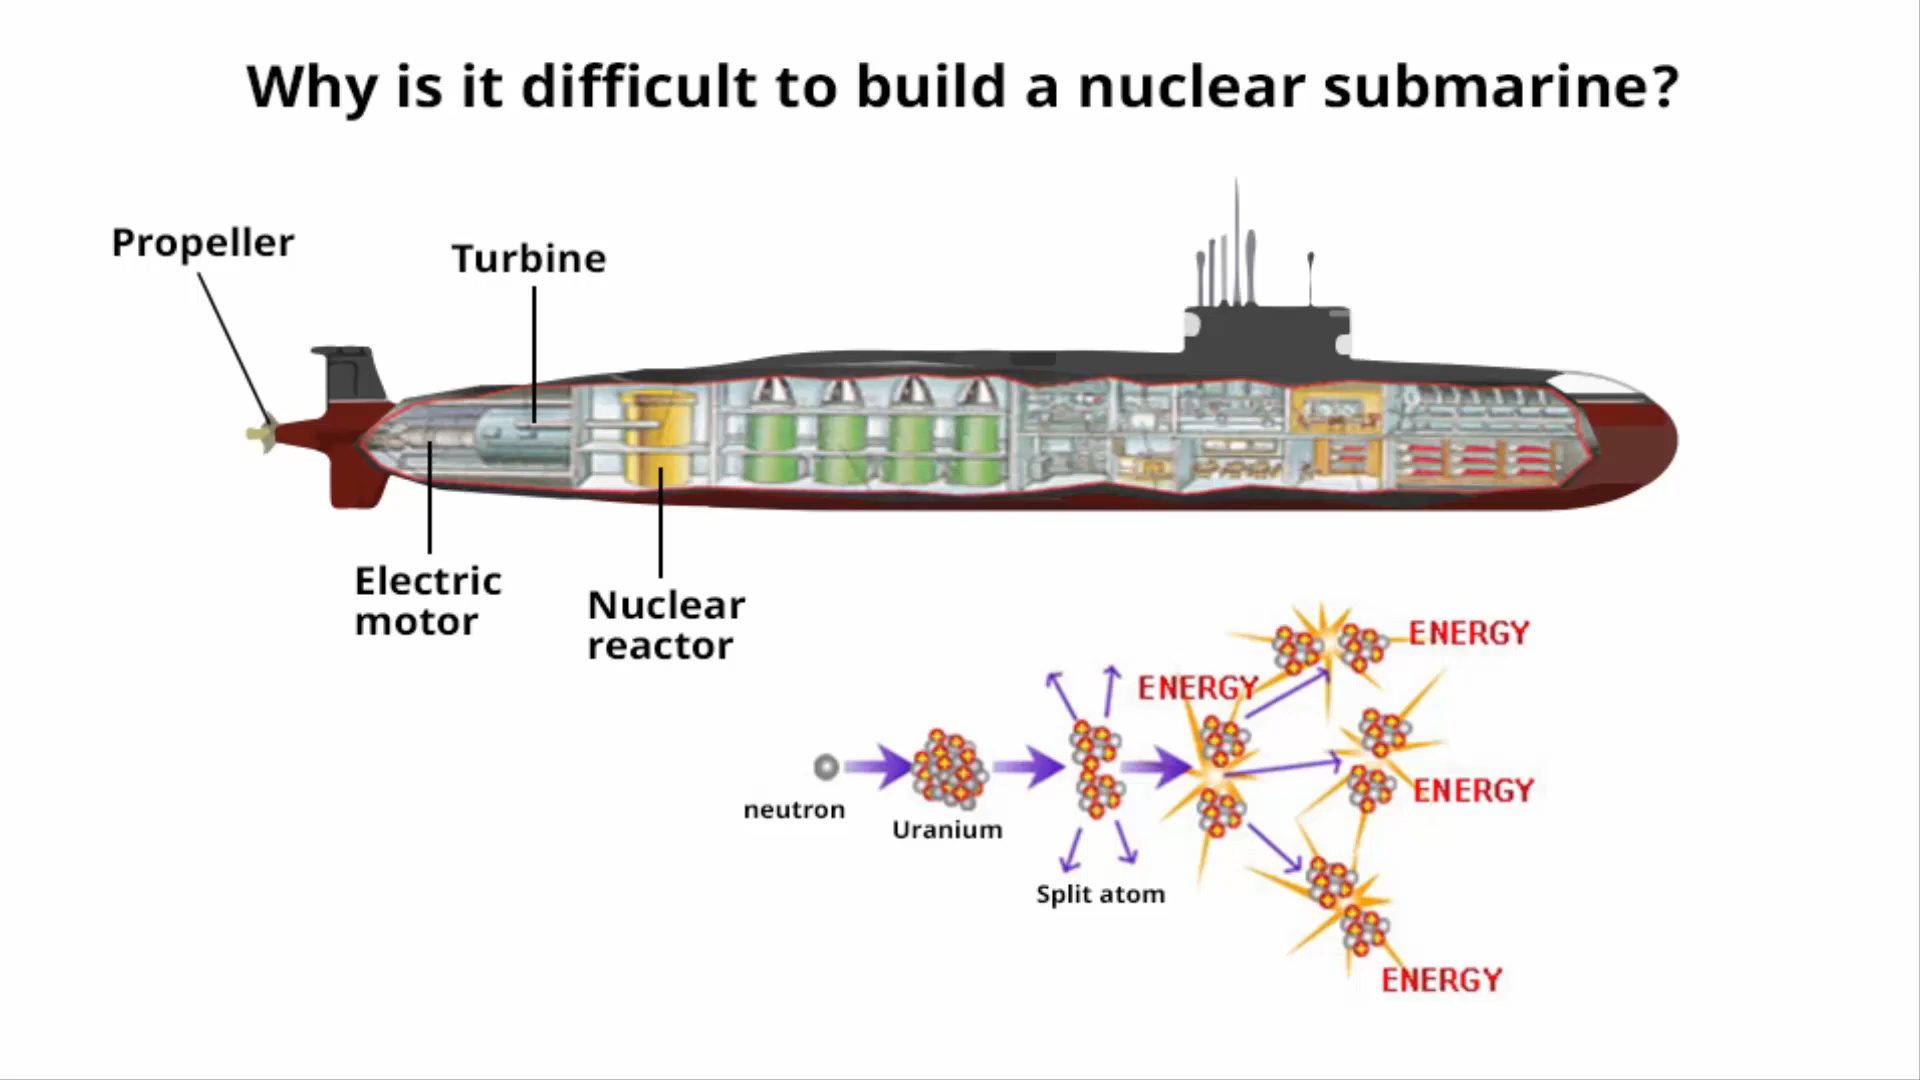 Why is it difficult to build a nuclear submarine?
Propeller
Turbine
Electric
motor
Nuclear
reactor
ENERGY
ENERGY
neutron
Uranium
ENERGY
Split atom
ENERGY